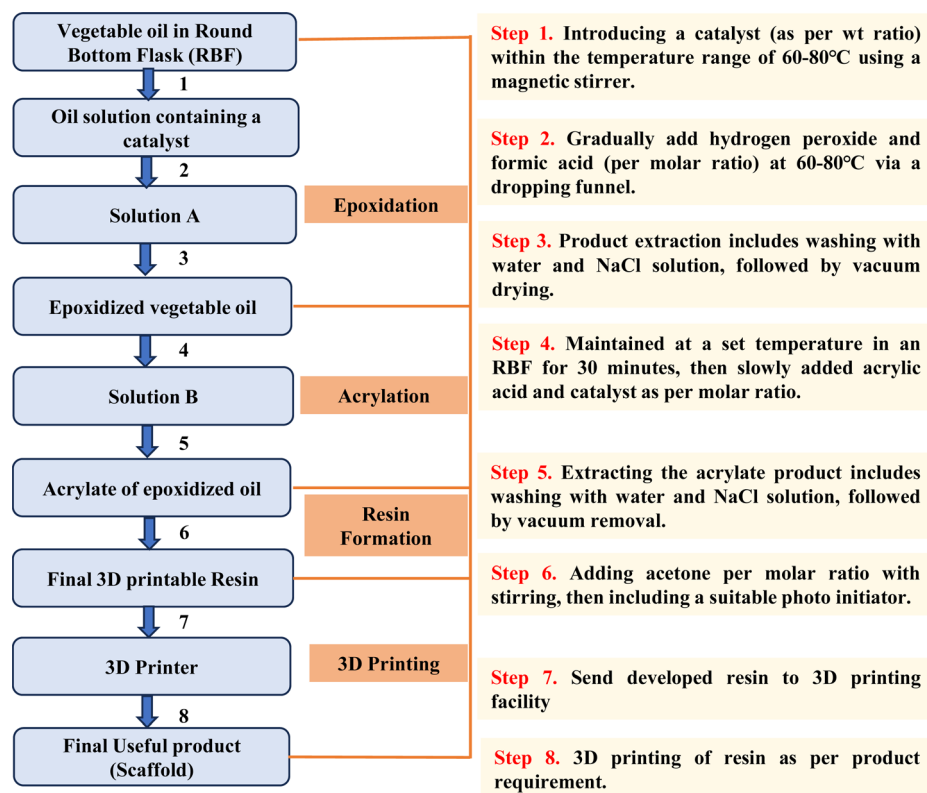 Vegetable oil in Round
Bottom Flask (RBF)
1
Oil solution containing a
catalyst
2
Solution A
3
Epoxidized vegetable oil
4
Solution B
5
Acrylate of epoxidized oil
6
Final 3D printable Resin
7
3D Printer
8
Final Useful product
(Scaffold)
Epoxidation
Acrylation
Resin
Formation
3D Printing
Step 1. Introducing a catalyst (as per wt ratio)
within the temperature range of 60-80°C using a
magnetic stirrer.
Step 2. Gradually add hydrogen peroxide and
formic acid (per molar ratio) at 60-80°C via a
dropping funnel.
Step 3. Product extraction includes washing with
water and NaCl solution, followed by vacuum
drying.
Step 4. Maintained at a set temperature in an
RBF for 30 minutes, then slowly added acrylic
acid and catalyst as per molar ratio.
Step 5. Extracting the acrylate product includes
washing with water and NaCl solution, followed
by vacuum removal.
Step 6. Adding acetone per molar ratio with
stirring, then including a suitable photo initiator.
Step 7. Send developed resin to 3D printing
facility
Step 8. 3D printing of resin as per product
requirement.